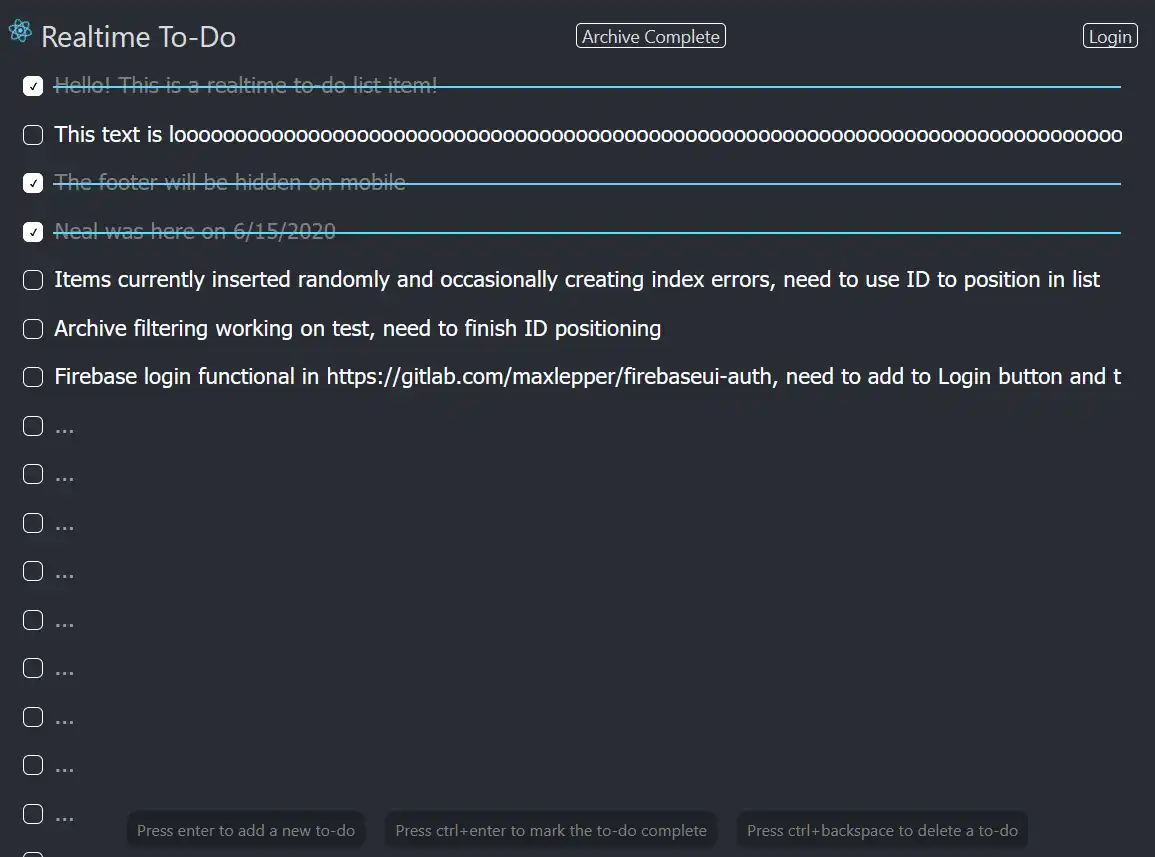 Realtime To-Do
Archive Complete
Login
Hello! This is a realtime to-do list item!
This text is looooooooooooooooooooooooooooooooooooooooooooooooooooooooooooooooooooooooooooooo
The footer will be hidden on mobile
Neal was here on 6/15/2020
Items currently inserted randomly and occasionally creating index errors, need to use ID to position in list
Archive filtering working on test, need to finish ID positioning
Firebase login functional in https://gitlab.com/maxlepper/firebaseui-auth, need to add to Login button and t
...
...
...
...
...
...
...
...
...
Press enter to add a new to-do
Press ctrl+enter to mark the to-do complete
Press ctrl+backspace to delete a to-do